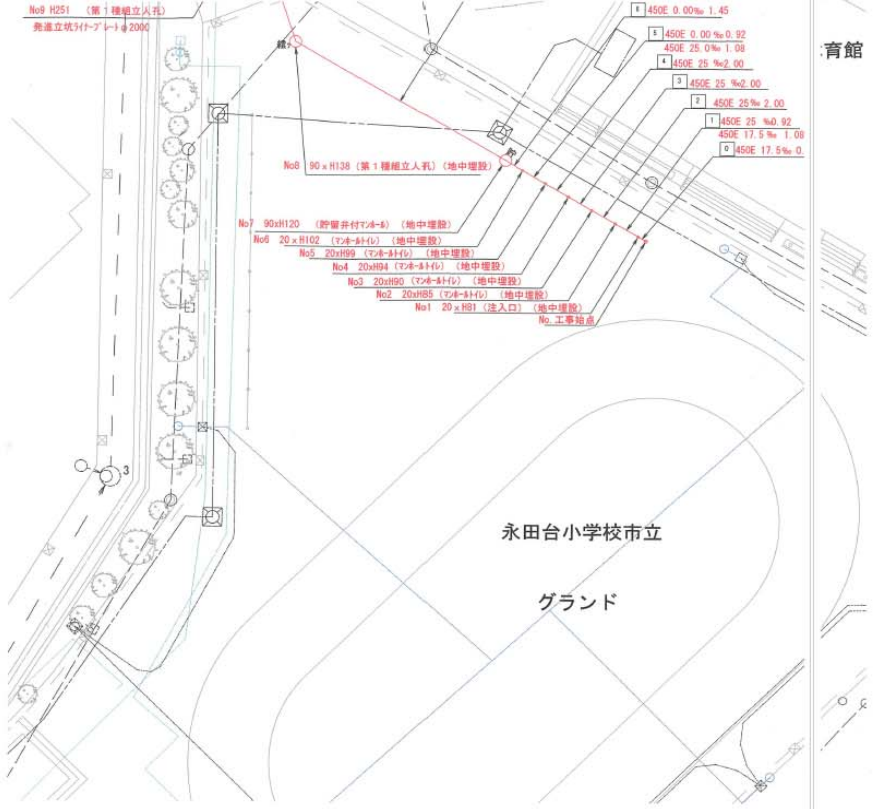 No9 H251 (第1種組立人孔)
発進立坑ライナープレートφ2000
6 450E 0.00‰ 1.45
5 450E 0.00 ‰ 0.92
450E 25.0‰ 1.08
4 450E 25 ‰2.00
3 450E 25 ‰2.00
2 450E 25‰ 2.00
1 450E 25 ‰0.92
450E 17.5 ‰ 1.08
0 450E 17.5‰ 0.
育館
No8 90×H138 (第1種組立人孔) (地中埋設)
No7 90xH120 (貯留弁付マンホール) (地中埋設)
No6 20×H102 (マンホールトイレ) (地中埋設)
No5 20xH99 (マンホールトイレ) (地中埋設)
No4 20xH94 (マンホールトイレ) (地中埋設)
No3 20xH90 (マンホールトイレ) (地中埋設)
No2 20xH85 (マンホールトイレ) (地中埋設)
No1 20×H81 (注入口) (地中埋設)
No.工事始点
3
永田台小学校市立
グランド